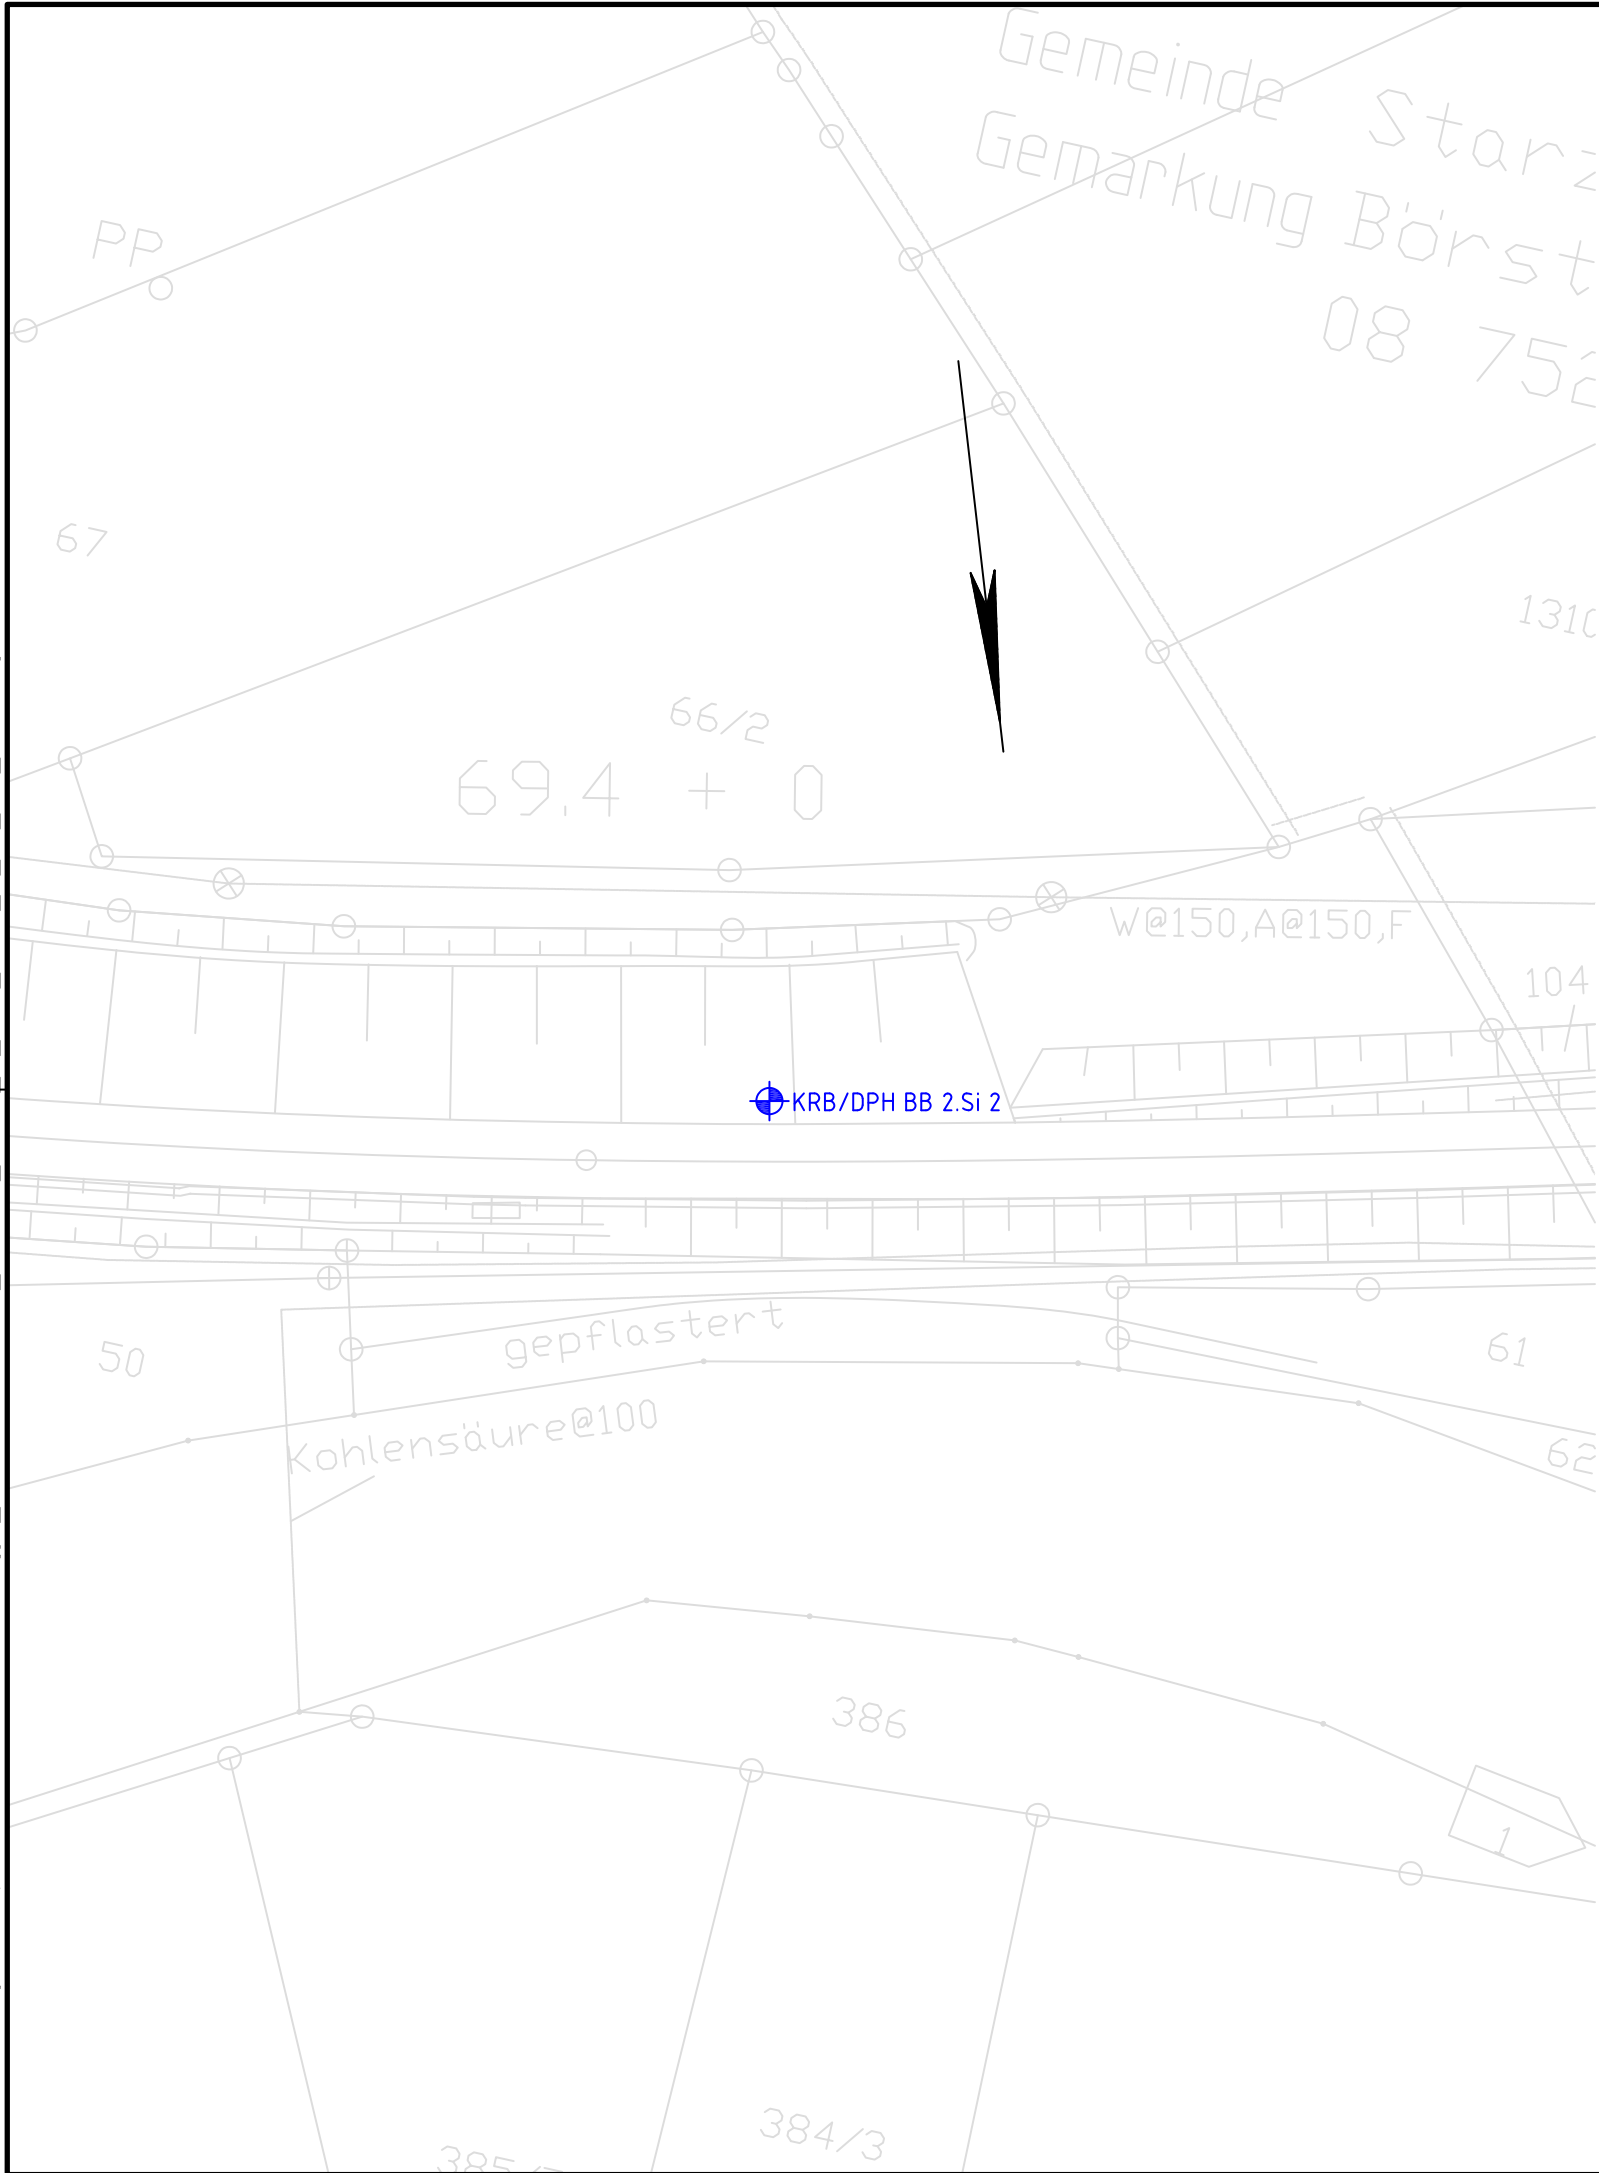 Gemeinde Starz
Gemarkung Börst
08 752
PP
67
1310
66/2
69.4 + 0
W@150,A@150,F
104
KRB/DPH BB 2.Si 2
gepflastert
50
61
Kohlensäure@100
62
386
1
384/3
385/